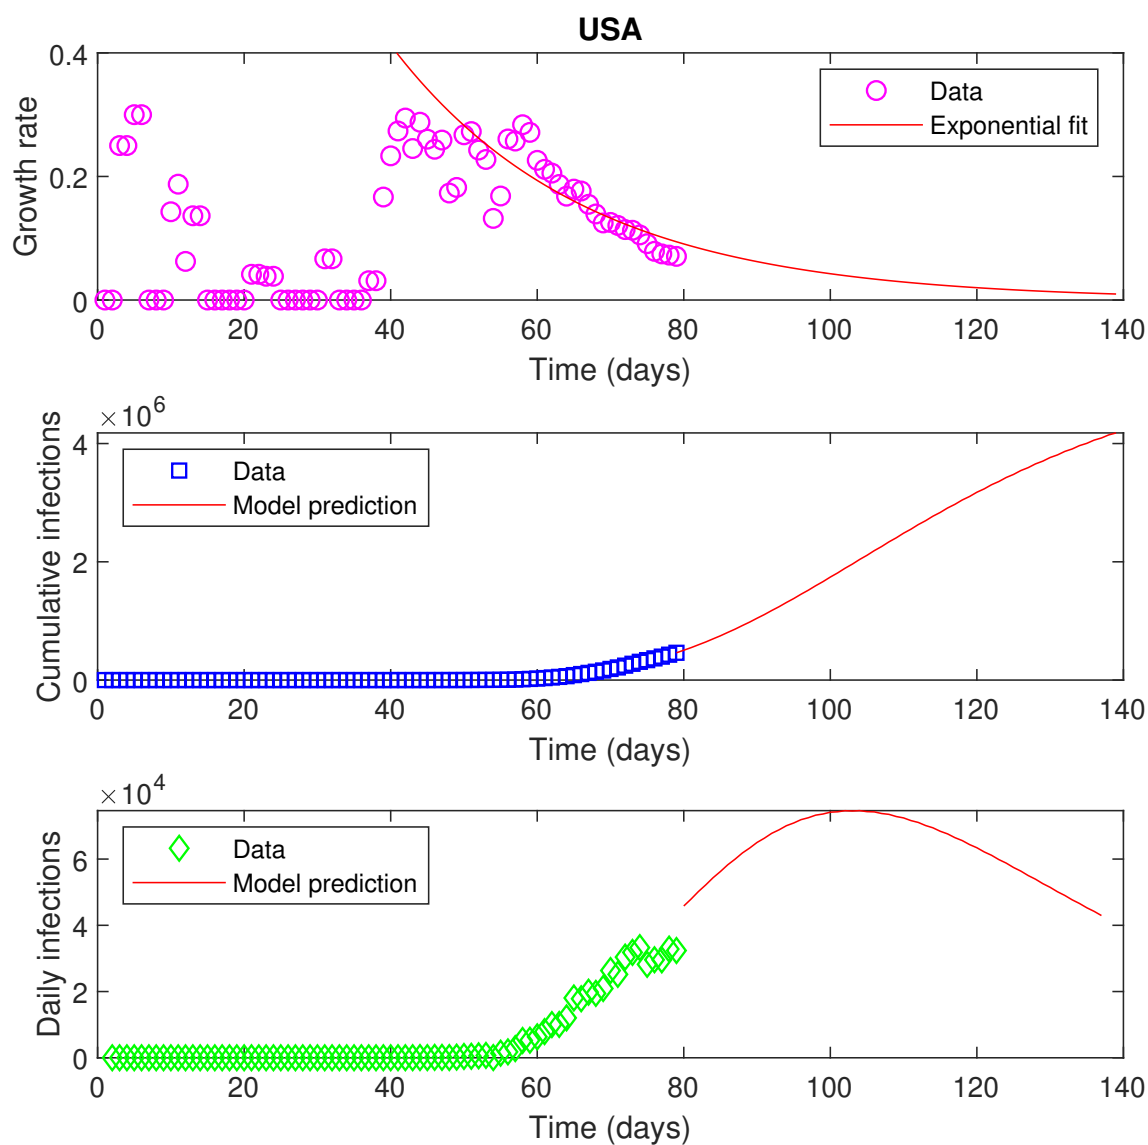 USA
Growth rate
0.4
0.2
0
Data
Exponential fit
0 20 40 60 80 100 120 140
Time (days)
×10^6
Cumulative infections
4
2
0
Data
Model prediction
0 20 40 60 80 100 120 140
Time (days)
×10^4
Daily infections
6
4
2
0
Data
Model prediction
0 20 40 60 80 100 120 140
Time (days)